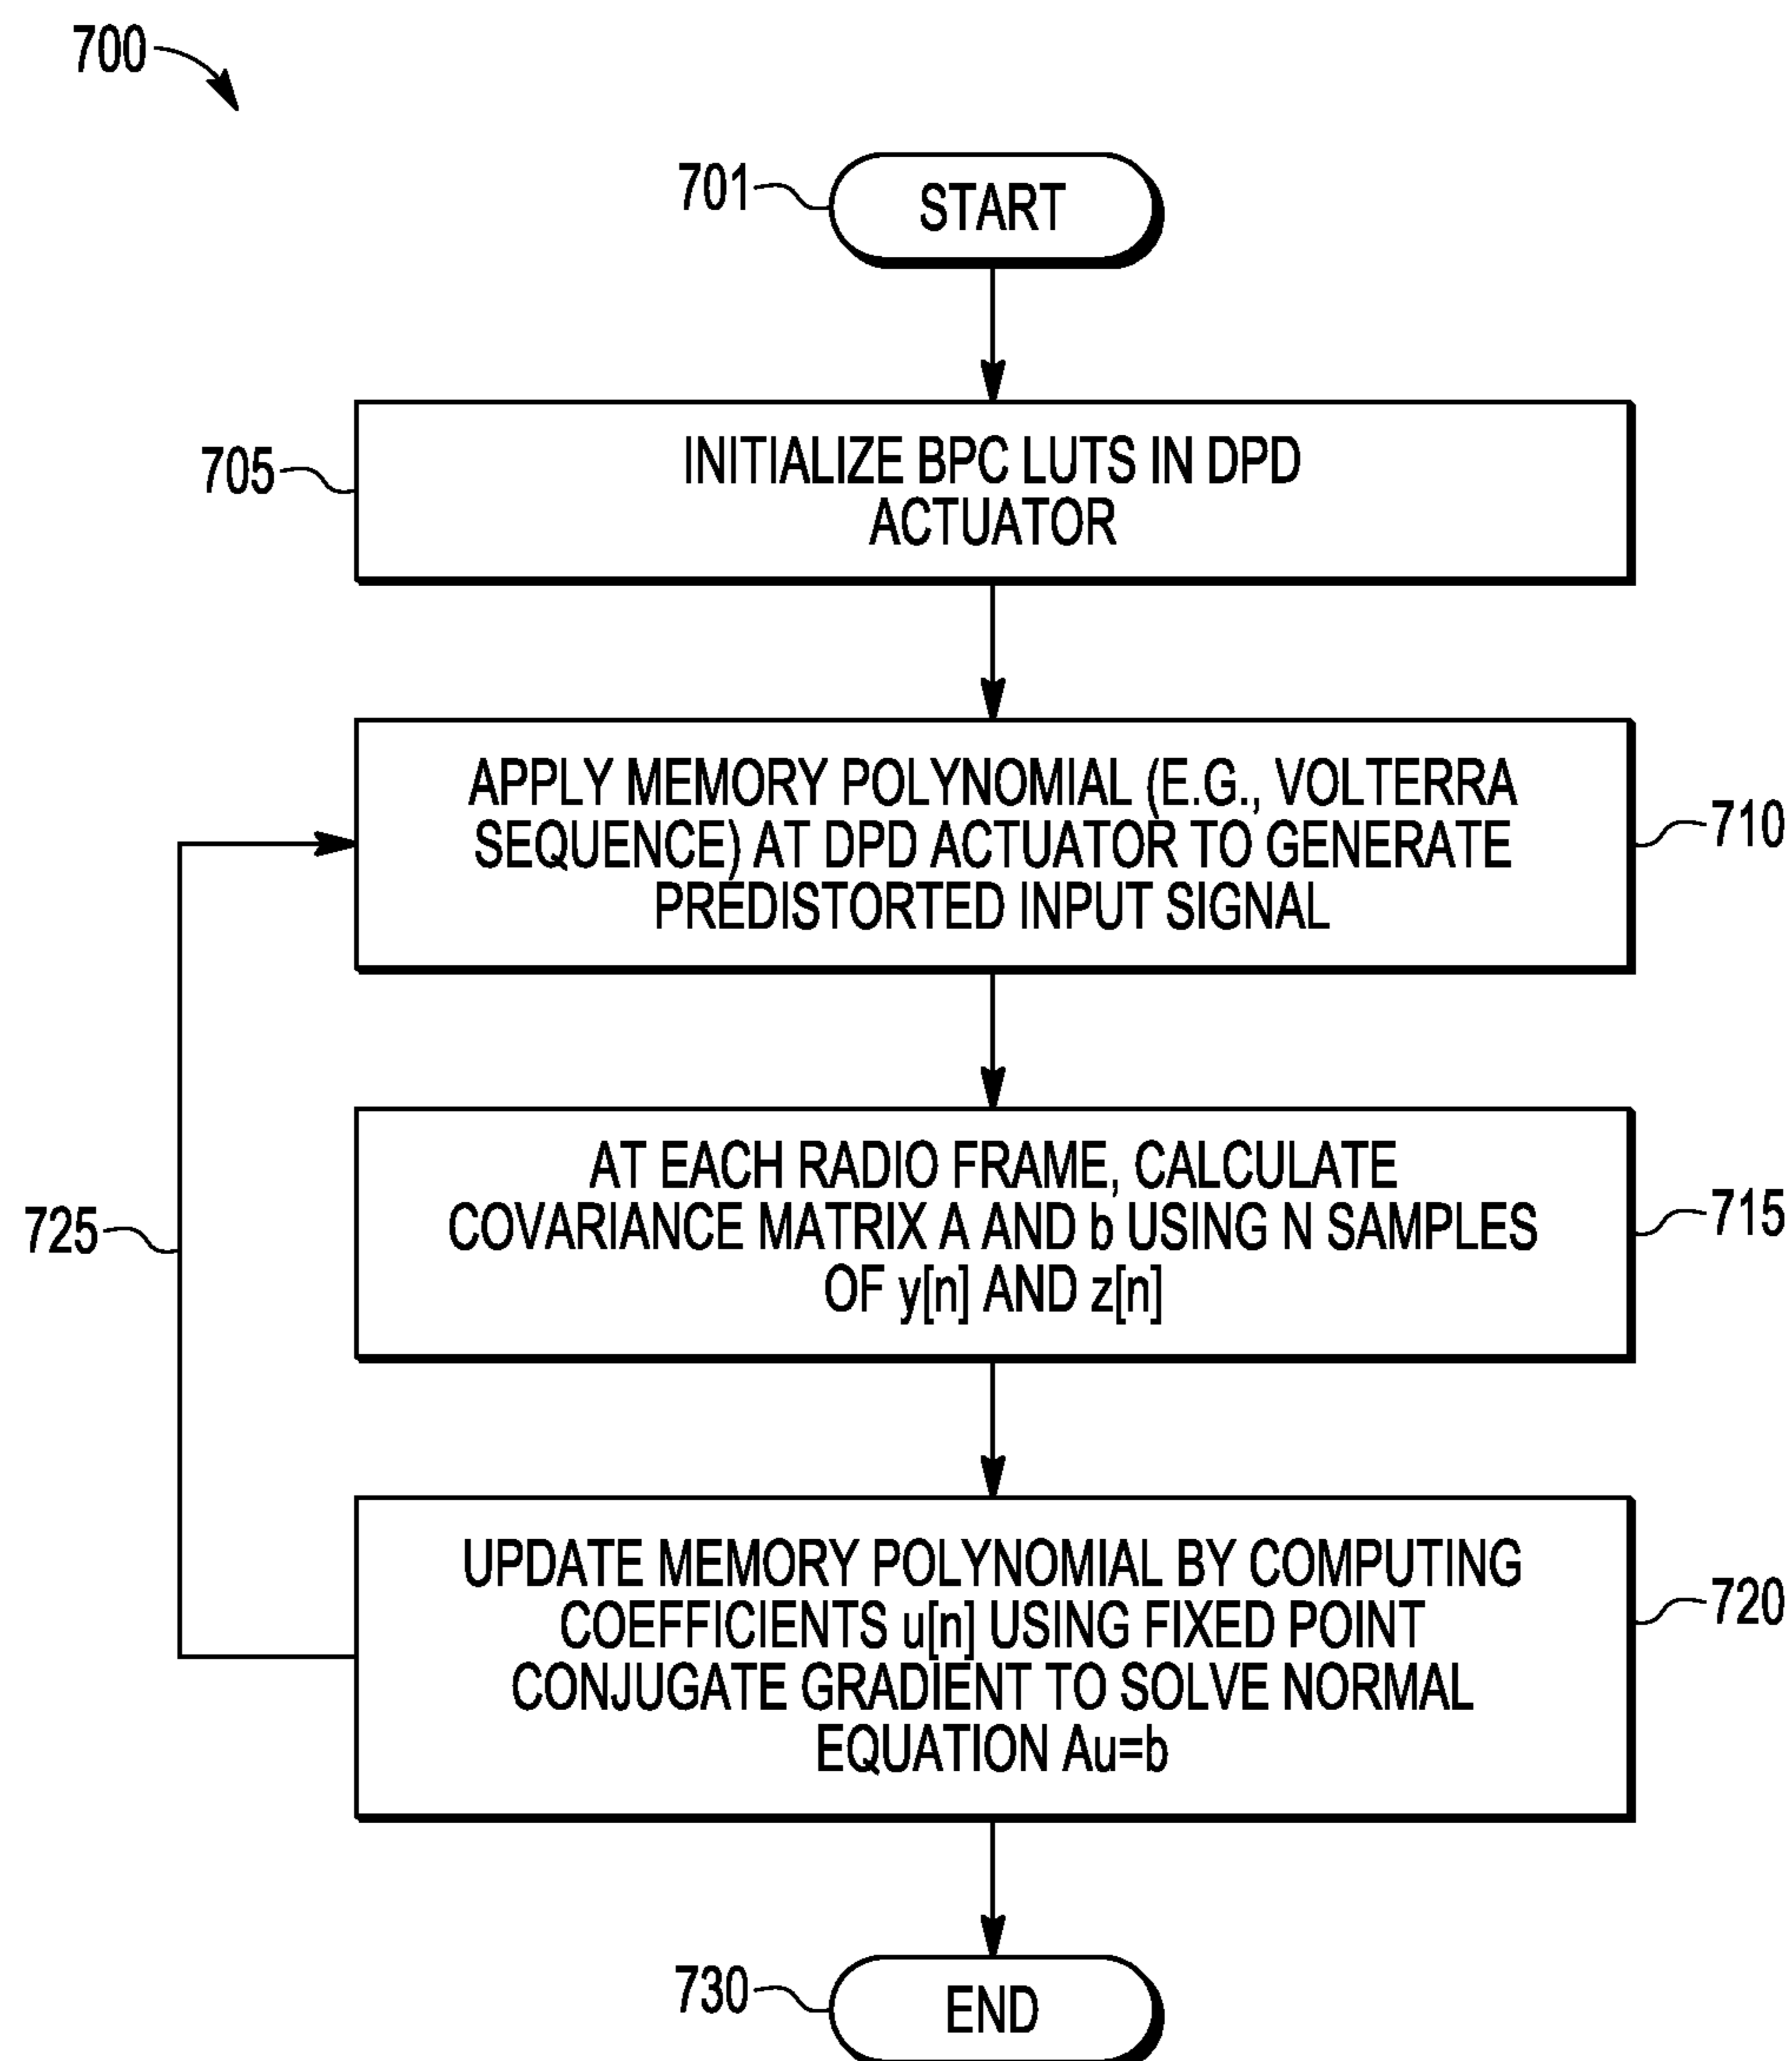 700
701
START
705
INITIALIZE BPC LUTS IN DPD
ACTUATOR
APPLY MEMORY POLYNOMIAL (E.G., VOLTERRA
SEQUENCE) AT DPD ACTUATOR TO GENERATE
PREDISTORTED INPUT SIGNAL
710
AT EACH RADIO FRAME, CALCULATE
COVARIANCE MATRIX A AND b USING N SAMPLES
OF y[n] AND z[n]
715
725
UPDATE MEMORY POLYNOMIAL BY COMPUTING
COEFFICIENTS u[n] USING FIXED POINT
CONJUGATE GRADIENT TO SOLVE NORMAL
EQUATION Au=b
720
730
END